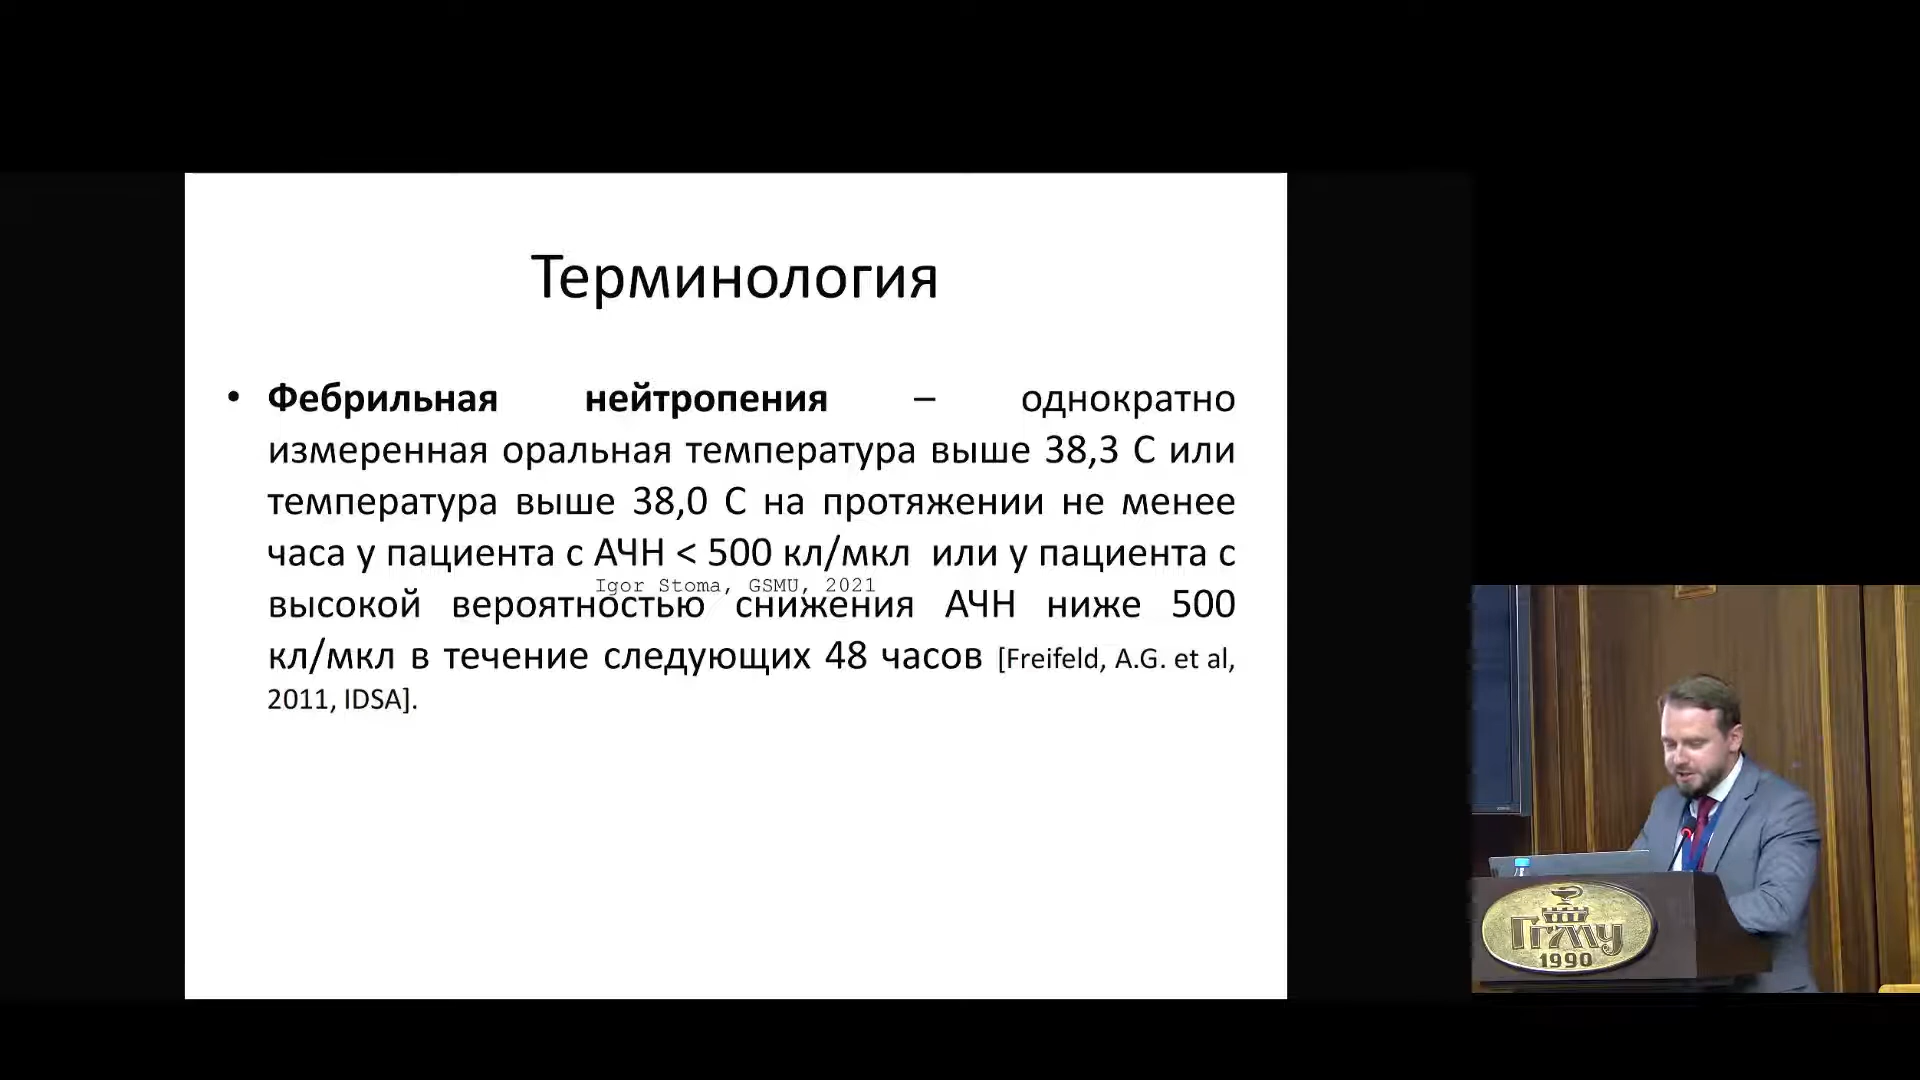 Терминология
• Фебрильная нейтропения – однократно
измеренная оральная температура выше 38,3 С или
температура выше 38,0 С на протяжении не менее
часа у пациента с АЧН < 500 кл/мкл или у пациента с
Igor Stoma, GSMU, 2021
высокой вероятностью снижения АЧН ниже 500
кл/мкл в течение следующих 48 часов [Freifeld, A.G. et al,
2011, IDSA].
ГГМУ
1990